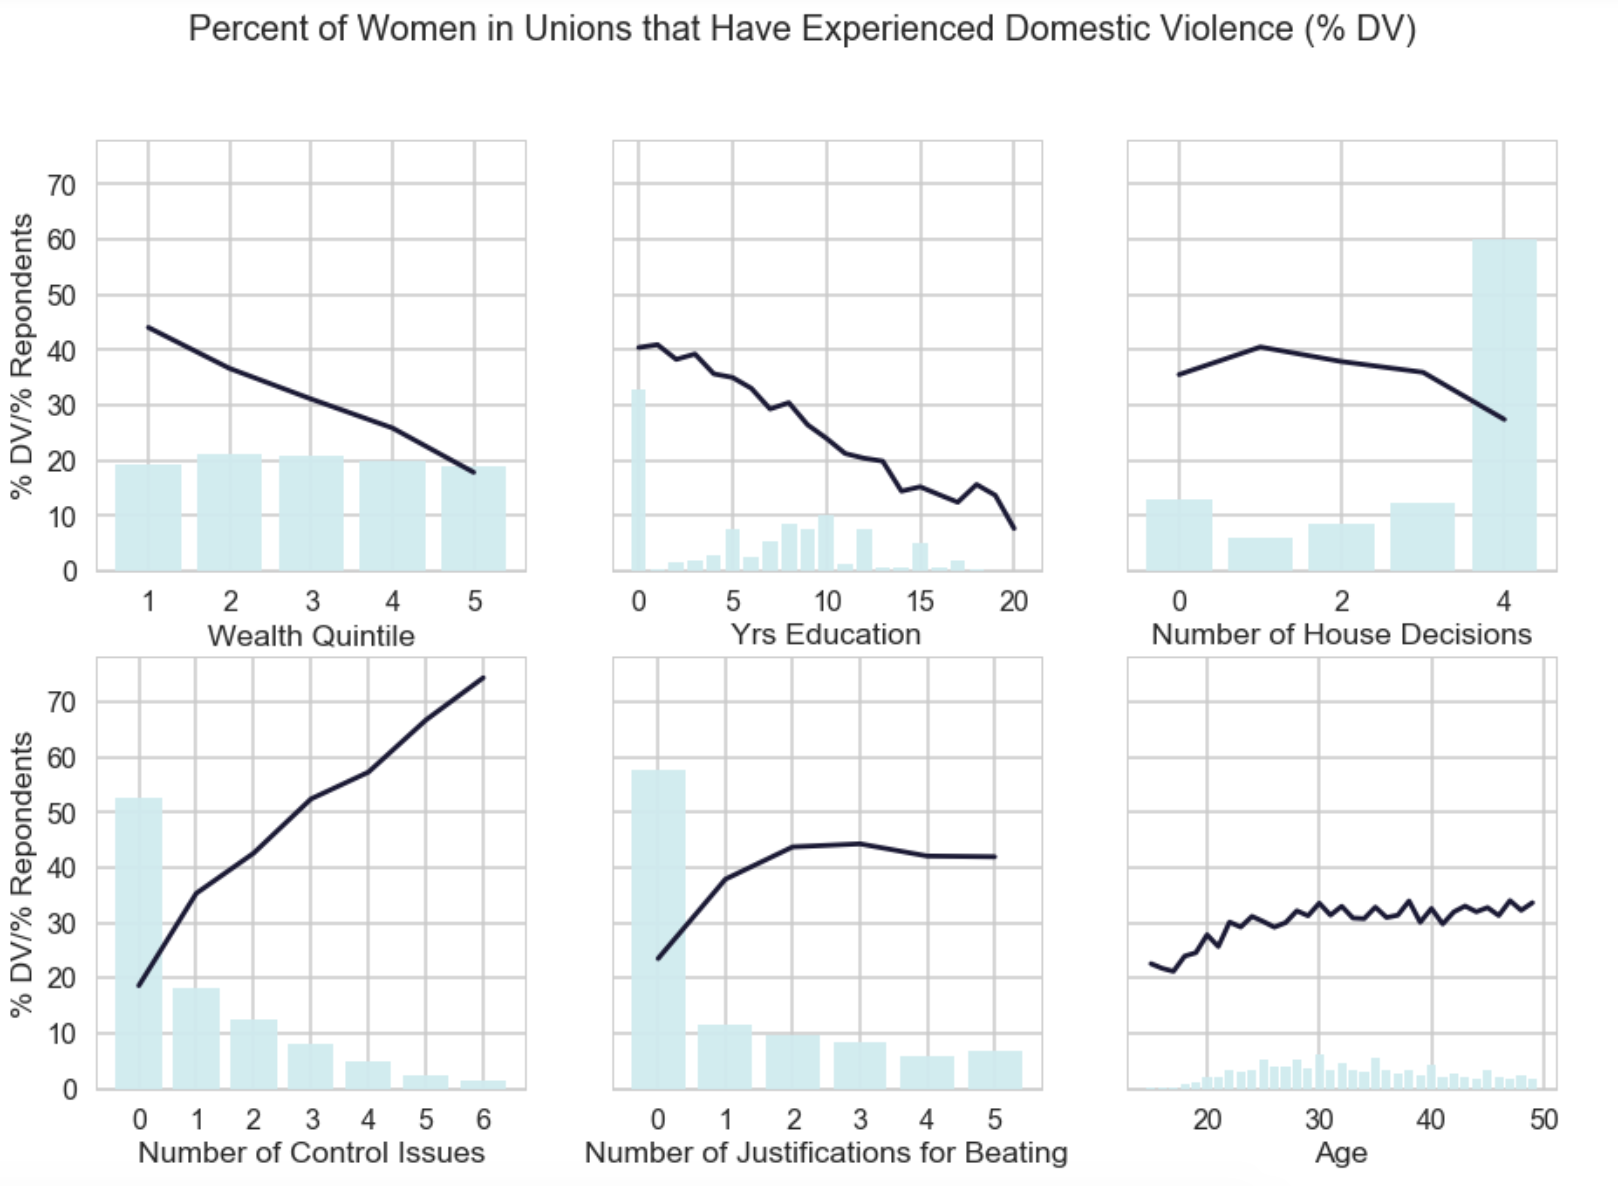 Percent of Women in Unions that Have Experienced Domestic Violence (% DV)
% DV/% Repondents
70
60
50
40
30
20
10
0
1 2 3 4 5
Wealth Quintile
0 5 10 15 20
Yrs Education
0 2 4
Number of House Decisions
% DV/% Repondents
70
60
50
40
30
20
10
0
0 1 2 3 4 5 6
Number of Control Issues
0 1 2 3 4 5
Number of Justifications for Beating
20 30 40 50
Age